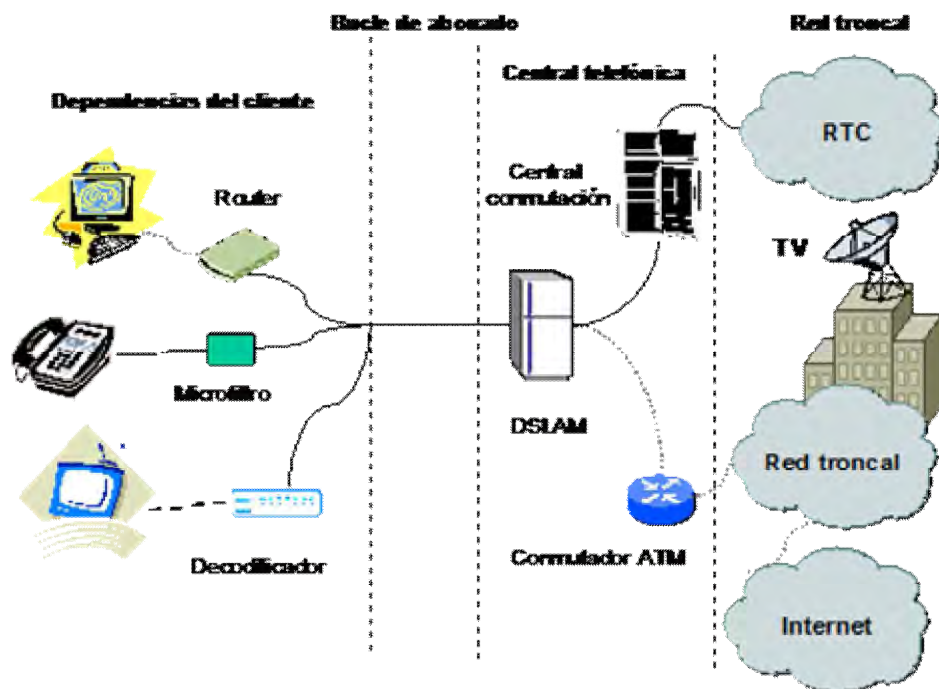 Bucle de abonado
Red troncal
Central telefónica
Dependencias del cliente
RTC
Router
Central
conmutación
TV
Microfiltro
DSLAM
Red troncal
Decodificador
Conmutador ATM
Internet